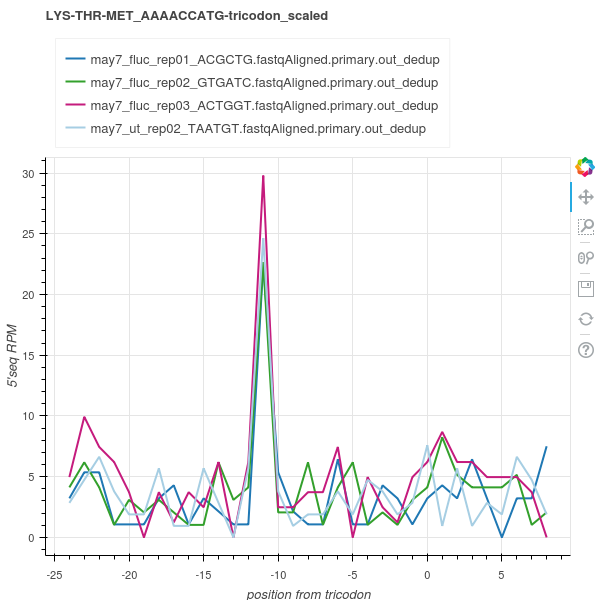 LYS-THR-MET_AAAACCATG-tricodon_scaled
may7_fluc_rep01_ACGCTG.fastqAligned.primary.out_dedup
may7_fluc_rep02_GTGATC.fastqAligned.primary.out_dedup
may7_fluc_rep03_ACTGGT.fastqAligned.primary.out_dedup
may7_ut_rep02_TAATGT.fastqAligned.primary.out_dedup
30
25
20
15
10
5
0
5'seq RPM
-25 -20 -15 -10 -5 0 5
position from tricodon